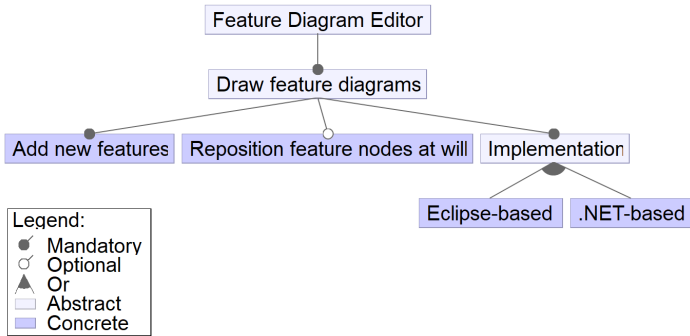 Feature Diagram Editor
Draw feature diagrams
Add new features
Reposition feature nodes at will
Implementation
Eclipse-based
.NET-based
Legend:
Mandatory
Optional
Or
Abstract
Concrete